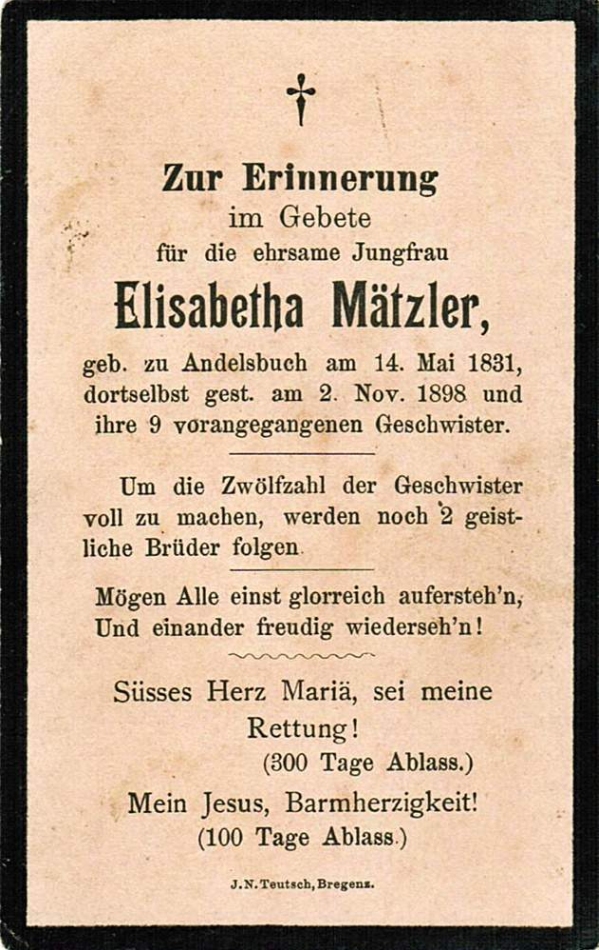 Zur Erinnerung
im Gebete
für die ehrsame Jungfrau
Elisabetha Mätzler,
geb. zu Andelsbuch am 14. Mai 1831,
dortselbst gest. am 2. Nov. 1898 und
ihre 9 vorangegangenen Geschwister.
Um die Zwölfzahl der Geschwister
voll zu machen, werden noch 2 geist-
liche Brüder folgen.
Mögen Alle einst glorreich aufersteh'n,
Und einander freudig wiederseh'n!
Süsses Herz Mariä, sei meine
Rettung!
(300 Tage Ablass.)
Mein Jesus, Barmherzigkeit!
(100 Tage Ablass.)
J. N. Teutsch, Bregenz.